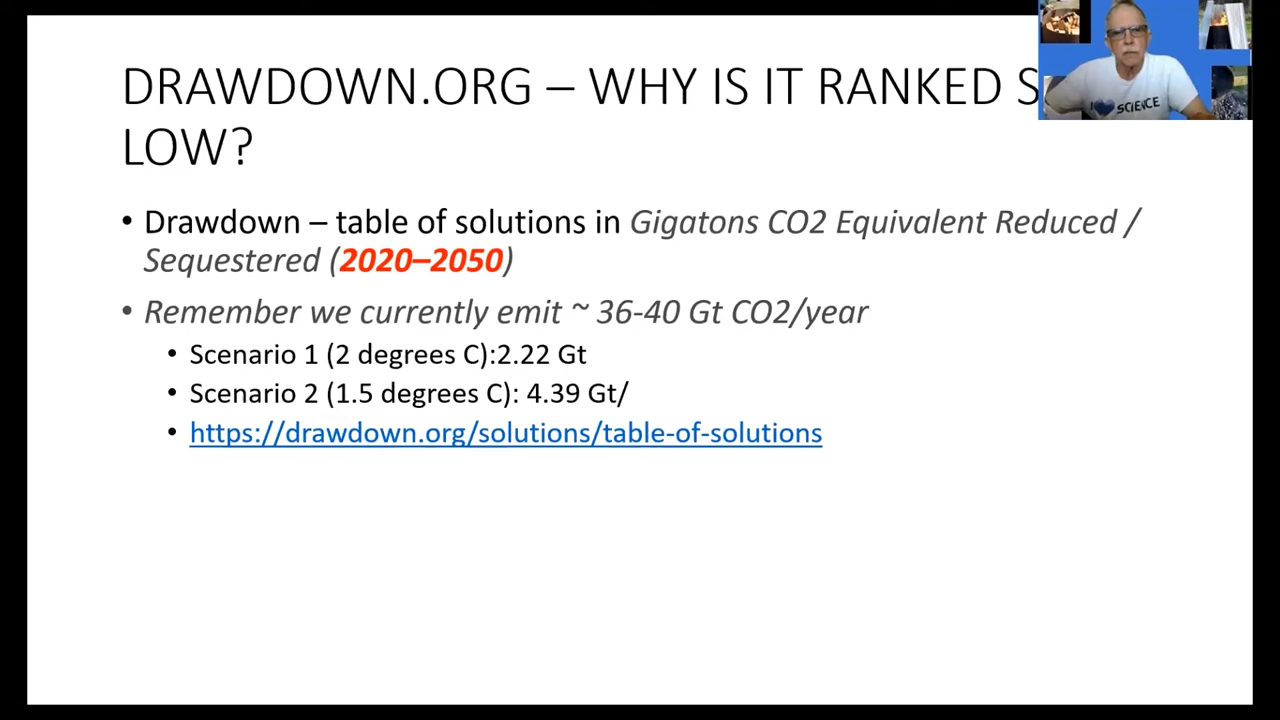 DRAWDOWN.ORG – WHY IS IT RANKED S
LOW?
• Drawdown – table of solutions in Gigatons CO2 Equivalent Reduced /
Sequestered (2020–2050)
• Remember we currently emit ~ 36-40 Gt CO2/year
• Scenario 1 (2 degrees C):2.22 Gt
• Scenario 2 (1.5 degrees C): 4.39 Gt/
• https://drawdown.org/solutions/table-of-solutions
I SCIENCE